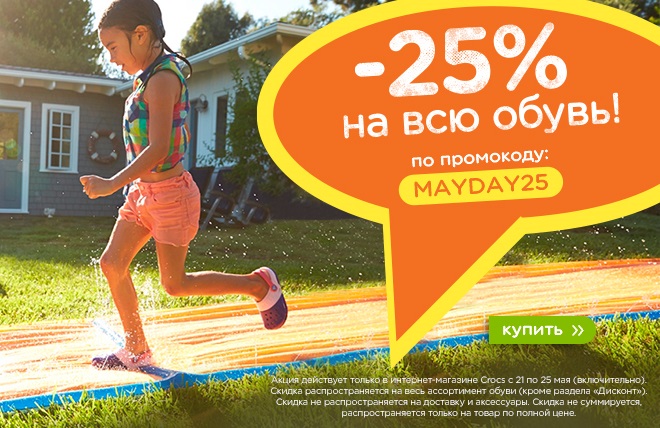 -25%
на всю обувь!
по промокоду:
MAYDAY25
купить »
Акция действует только в интернет-магазине Crocs с 21 по 25 мая (включительно).
Скидка распространяется на весь ассортимент обуви (кроме раздела «Дисконт»).
Скидка не распространяется на доставку и аксессуары. Скидка не суммируется,
распространяется только на товар по полной цене.